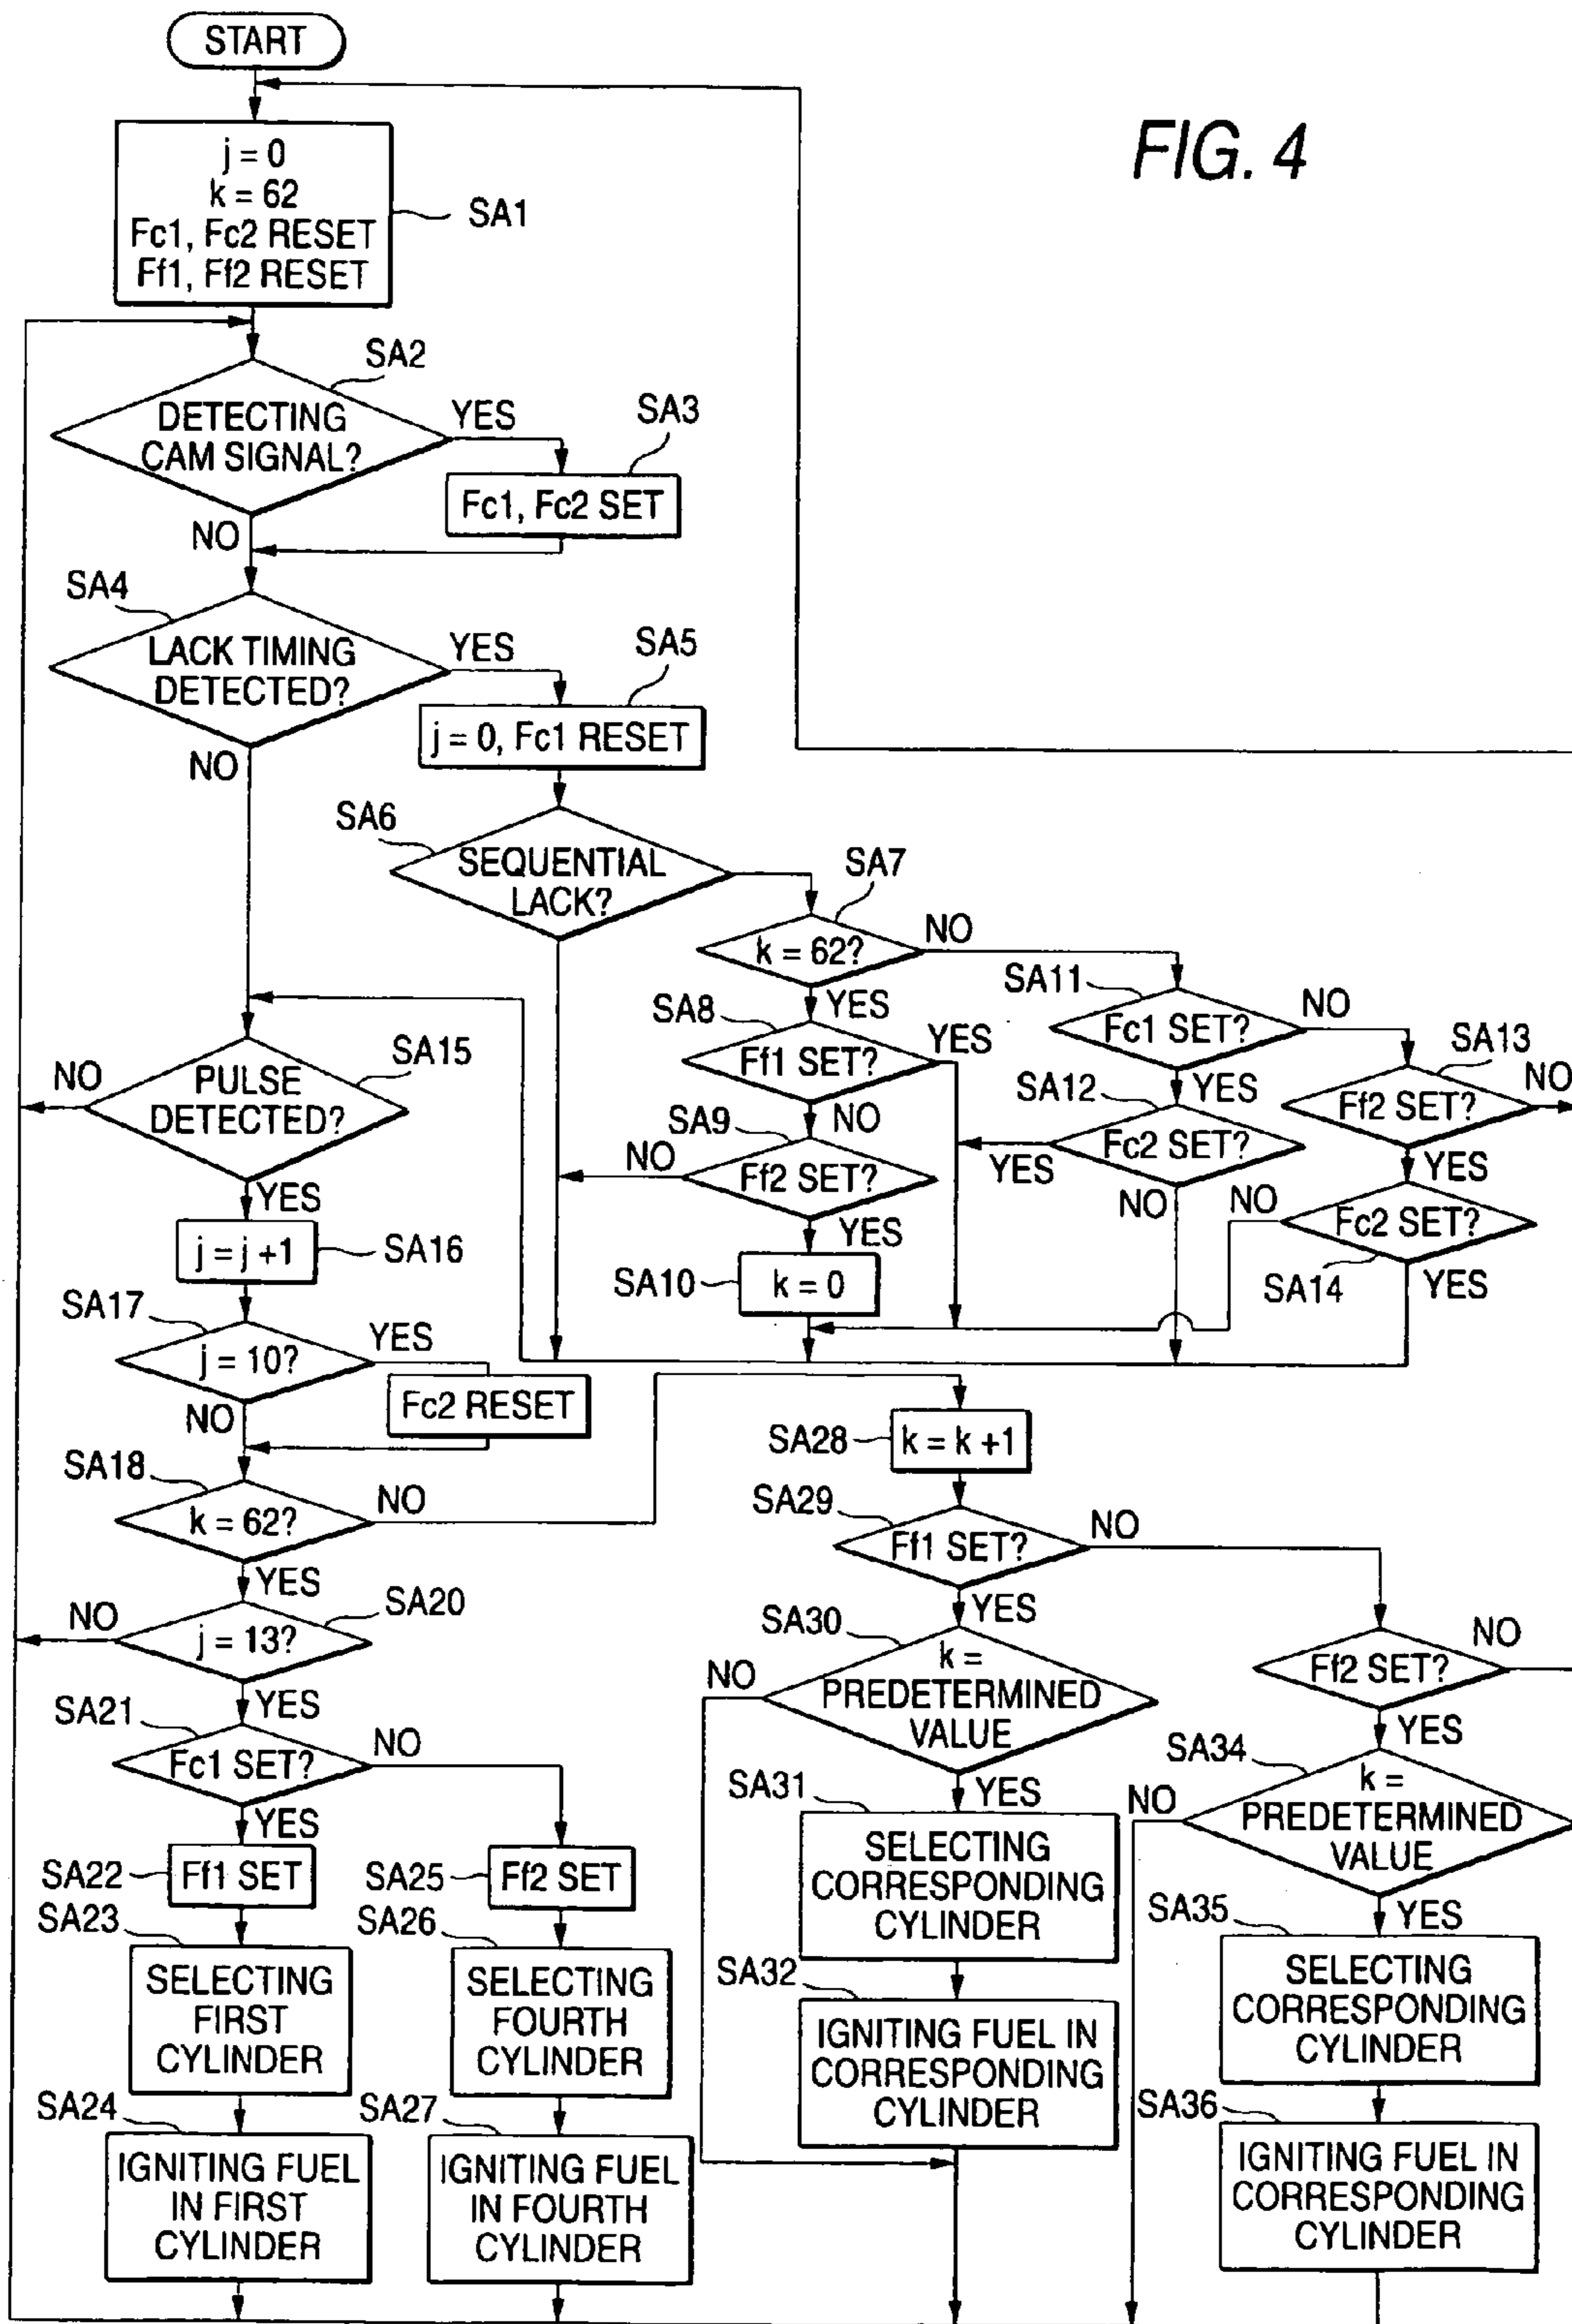 START
FIG. 4
j = 0
k = 62
Fc1, Fc2 RESET
Ff1, Ff2 RESET
SA1
SA2
DETECTING
CAM SIGNAL?
YES
SA3
Fc1, Fc2 SET
NO
SA4
LACK TIMING
DETECTED?
YES
SA5
j = 0, Fc1 RESET
NO
SA6
SEQUENTIAL
LACK?
SA7
k = 62?
NO
YES
SA8
Ff1 SET?
YES
NO
SA9
Ff2 SET?
NO
YES
SA10
k = 0
SA11
Fc1 SET?
NO
YES
SA12
Fc2 SET?
YES
NO
SA13
Ff2 SET?
NO
YES
Fc2 SET?
NO
SA14
YES
SA15
PULSE
DETECTED?
NO
YES
j = j +1
SA16
SA17
j = 10?
YES
Fc2 RESET
NO
SA18
k = 62?
NO
YES
SA20
j = 13?
NO
YES
SA21
Fc1 SET?
NO
YES
SA22
Ff1 SET
SA23
SELECTING
FIRST
CYLINDER
SA24
IGNITING FUEL
IN FIRST
CYLINDER
SA25
Ff2 SET
SA26
SELECTING
FOURTH
CYLINDER
SA27
IGNITING FUEL
IN FOURTH
CYLINDER
SA28
k = k +1
SA29
Ff1 SET?
NO
YES
SA30
k =
PREDETERMINED
VALUE
NO
YES
SA31
SELECTING
CORRESPONDING
CYLINDER
SA32
IGNITING FUEL IN
CORRESPONDING
CYLINDER
Ff2 SET?
NO
YES
SA34
k =
PREDETERMINED
VALUE
NO
YES
SA35
SELECTING
CORRESPONDING
CYLINDER
SA36
IGNITING FUEL IN
CORRESPONDING
CYLINDER